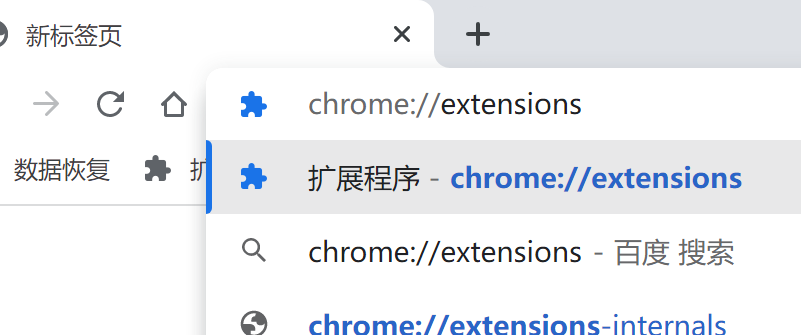 新标签页
chrome://extensions
数据恢复
扩展程序 - chrome://extensions
chrome://extensions - 百度 搜索
chrome://extensions-internals